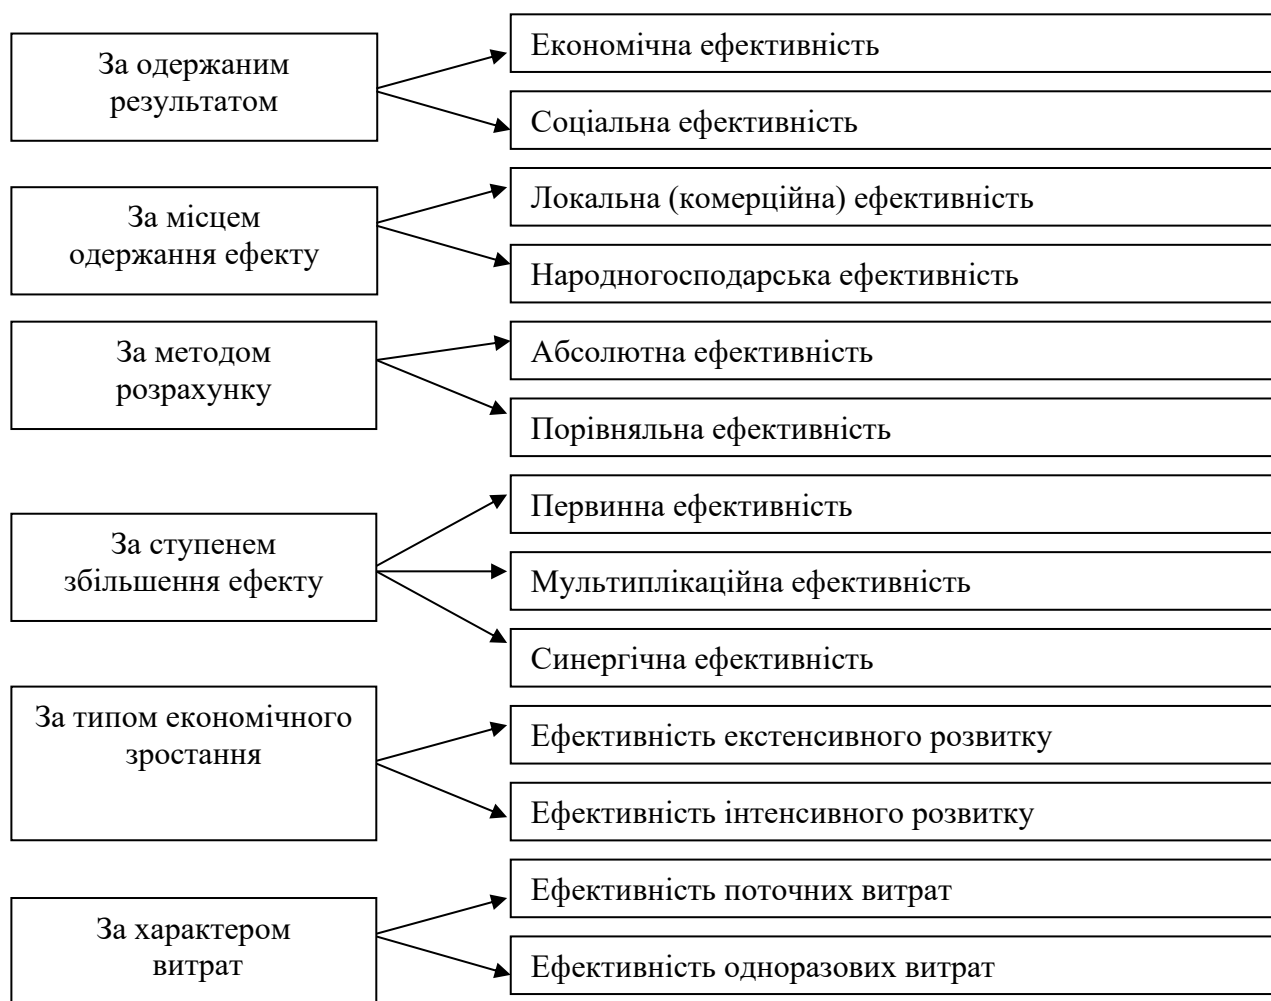 За одержаним
результатом
Економічна ефективність
Соціальна ефективність
За місцем
одержання ефекту
Локальна (комерційна) ефективність
Народногосподарська ефективність
За методом
розрахунку
Абсолютна ефективність
Порівняльна ефективність
За ступенем
збільшення ефекту
Первинна ефективність
Мультиплікаційна ефективність
Синергічна ефективність
За типом економічного
зростання
Ефективність екстенсивного розвитку
Ефективність інтенсивного розвитку
За характером
витрат
Ефективність поточних витрат
Ефективність одноразових витрат